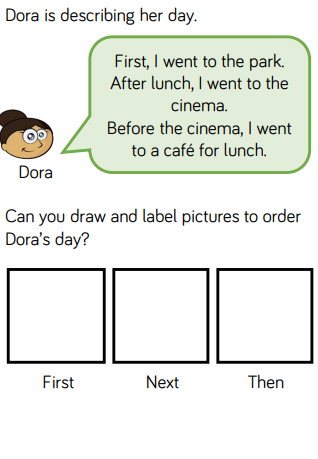 Dora is describing her day.
First, I went to the park.
After lunch, I went to the
cinema.
Before the cinema, I went
to a café for lunch.
Dora
Can you draw and label pictures to order
Dora's day?
First
Next
Then